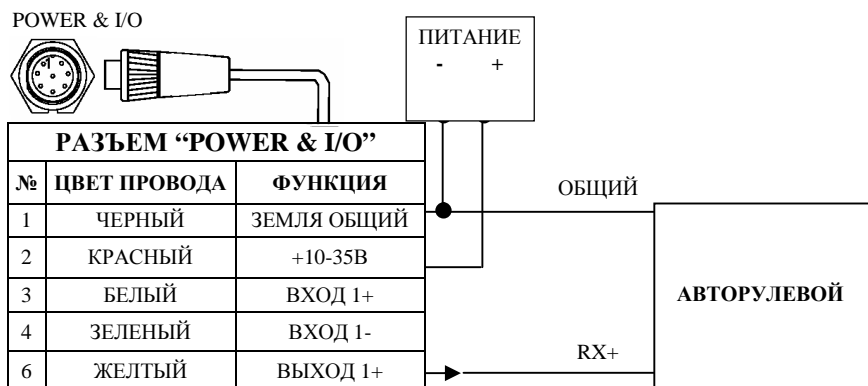 POWER & I/O
ПИТАНИЕ
- +
РАЗЪЕМ “POWER & I/O”
№ ЦВЕТ ПРОВОДА ФУНКЦИЯ
ОБЩИЙ
1 ЧЕРНЫЙ ЗЕМЛЯ ОБЩИЙ
2 КРАСНЫЙ +10-35В
3 БЕЛЫЙ ВХОД 1+
АВТОРУЛЕВОЙ
4 ЗЕЛЕНЫЙ ВХОД 1-
RX+
6 ЖЕЛТЫЙ ВЫХОД 1+